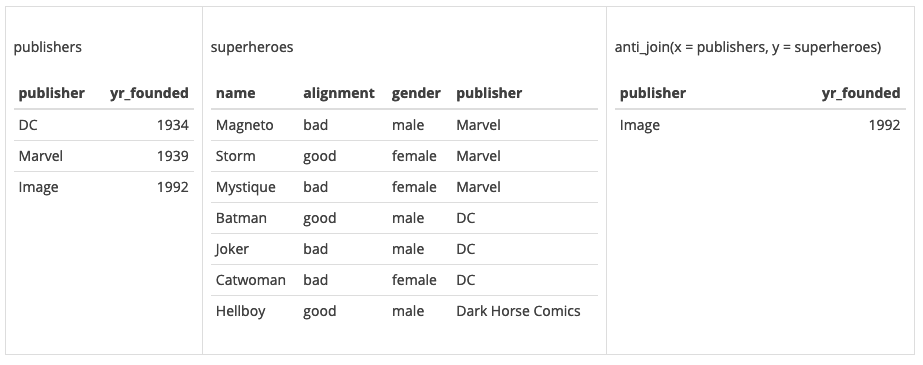 publishers
publisher yr_founded
DC 1934
Marvel 1939
Image 1992
superheroes
name alignment gender publisher
Magneto bad male Marvel
Storm good female Marvel
Mystique bad female Marvel
Batman good male DC
Joker bad male DC
Catwoman bad female DC
Hellboy good male Dark Horse Comics
anti_join(x = publishers, y = superheroes)
publisher yr_founded
Image 1992